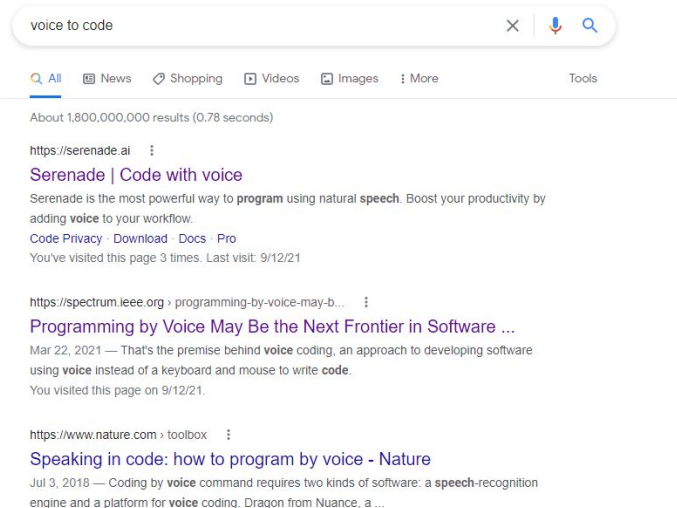 voice to code
All News Shopping Videos Images More Tools
About 1,800,000,000 results (0.78 seconds)
https://serenade.ai
Serenade | Code with voice
Serenade is the most powerful way to program using natural speech. Boost your productivity by
adding voice to your workflow.
Code Privacy · Download · Docs · Pro
You've visited this page 3 times. Last visit: 9/12/21
https://spectrum.ieee.org › programming-by-voice-may-b...
Programming by Voice May Be the Next Frontier in Software ...
Mar 22, 2021 — That's the premise behind voice coding, an approach to developing software
using voice instead of a keyboard and mouse to write code.
You visited this page on 9/12/21.
https://www.nature.com › toolbox
Speaking in code: how to program by voice - Nature
Jul 3, 2018 — Coding by voice command requires two kinds of software: a speech-recognition
engine and a platform for voice coding. Dragon from Nuance, a ...